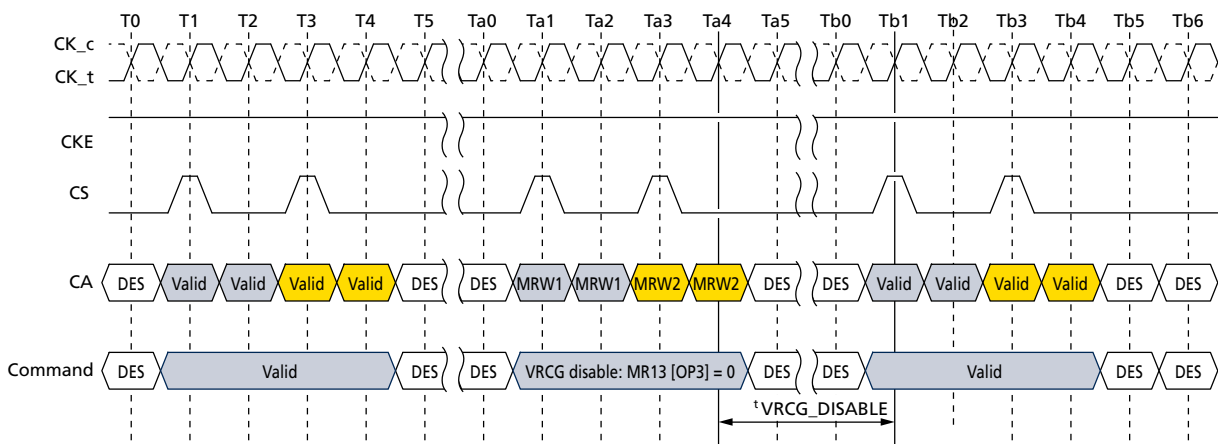 T0 T1 T2 T3 T4 T5 Ta0 Ta1 Ta2 Ta3 Ta4 Ta5 Tb0 Tb1 Tb2 Tb3 Tb4 Tb5 Tb6
CK_c
CK_t
CKE
CS
CA DES Valid Valid Valid Valid DES DES MRW1 MRW1 MRW2 MRW2 DES DES Valid Valid Valid Valid DES DES
Command DES Valid DES DES VRCG disable: MR13 [OP3] = 0 DES DES Valid DES DES
tVRCG_DISABLE